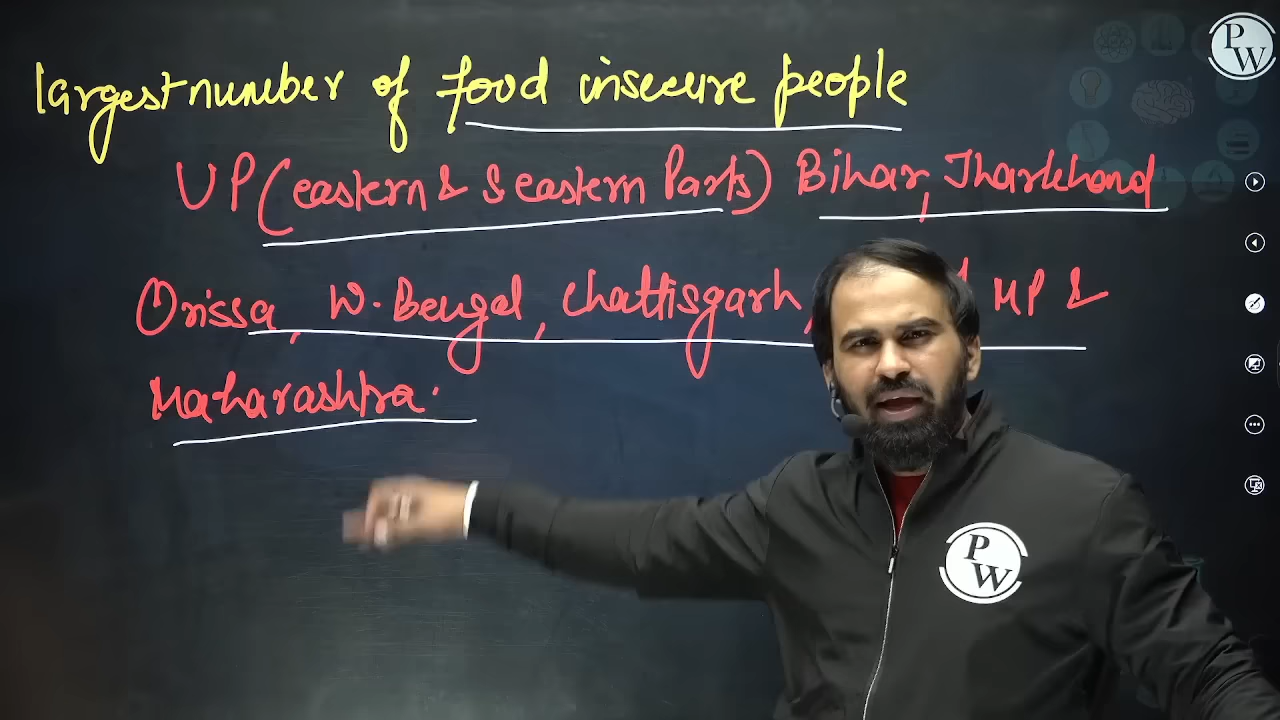 largest number of food insecure people
UP (eastern & S eastern Parts) Bihar, Jharkhand
Orissa, W. Bengal, Chattisgarh, MP &
Maharashtra.
PW
PW